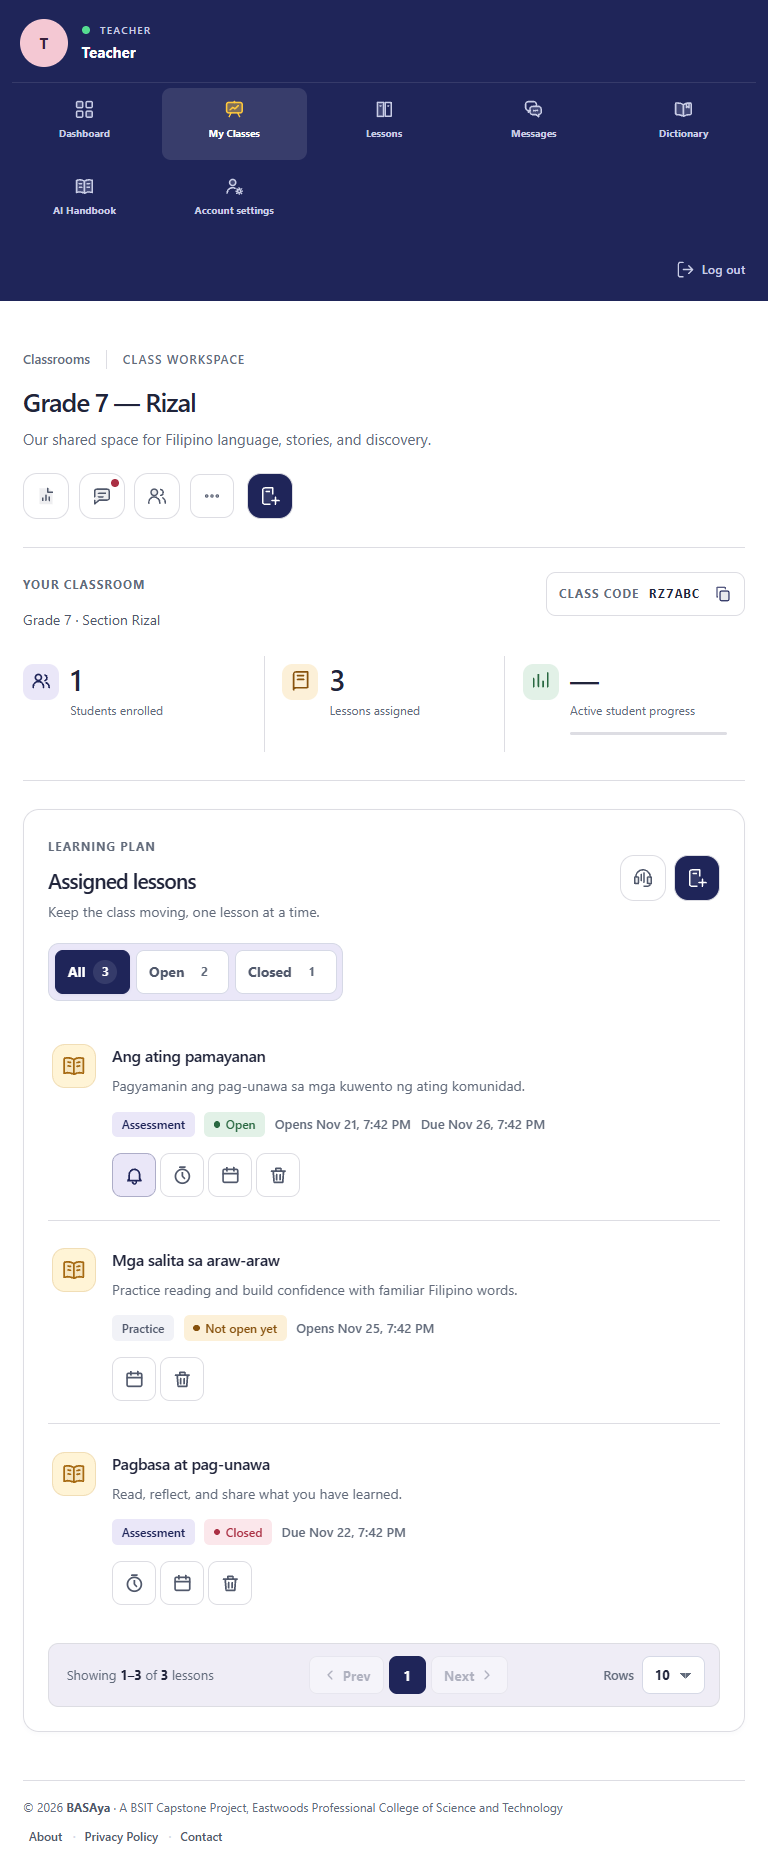 T
TEACHER
Teacher
Dashboard
My Classes
Lessons
Messages
Dictionary
AI Handbook
Account settings
Log out
Classrooms
CLASS WORKSPACE
Grade 7 — Rizal
Our shared space for Filipino language, stories, and discovery.
YOUR CLASSROOM
Grade 7 · Section Rizal
CLASS CODE RZ7ABC
1
Students enrolled
3
Lessons assigned
—
Active student progress
LEARNING PLAN
Assigned lessons
Keep the class moving, one lesson at a time.
All 3
Open 2
Closed 1
Ang ating pamayanan
Pagyamanin ang pag-unawa sa mga kuwento ng ating komunidad.
Assessment Open Opens Nov 21, 7:42 PM Due Nov 26, 7:42 PM
Mga salita sa araw-araw
Practice reading and build confidence with familiar Filipino words.
Practice Not open yet Opens Nov 25, 7:42 PM
Pagbasa at pag-unawa
Read, reflect, and share what you have learned.
Assessment Closed Due Nov 22, 7:42 PM
Showing 1–3 of 3 lessons
Prev 1 Next
Rows 10
© 2026 BASAya · A BSIT Capstone Project, Eastwoods Professional College of Science and Technology
About · Privacy Policy · Contact